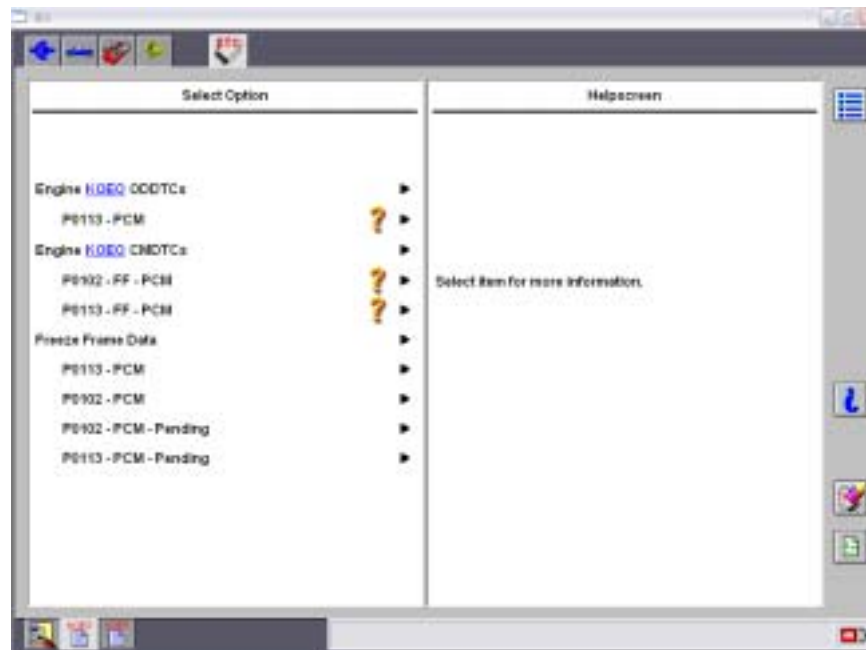 Select Option
Helpscreen
Engine KOEO ODDTCs
P0113 - PCM
Engine KOEO CMDTCs
P0102 - FF - PCM
P0113 - FF - PCM
Select item for more information.
Freeze Frame Data
P0113 - PCM
P0102 - PCM
P0102 - PCM - Pending
P0113 - PCM - Pending